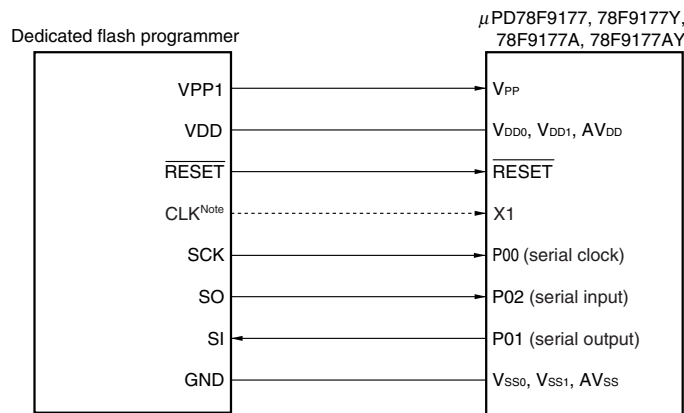 μPD78F9177, 78F9177Y,
Dedicated flash programmer 78F9177A, 78F9177AY
VPP1 VPP
VDD VDD0, VDD1, AVDD
RESET RESET
CLKNote X1
SCK P00 (serial clock)
SO P02 (serial input)
SI P01 (serial output)
GND VSS0, VSS1, AVSS